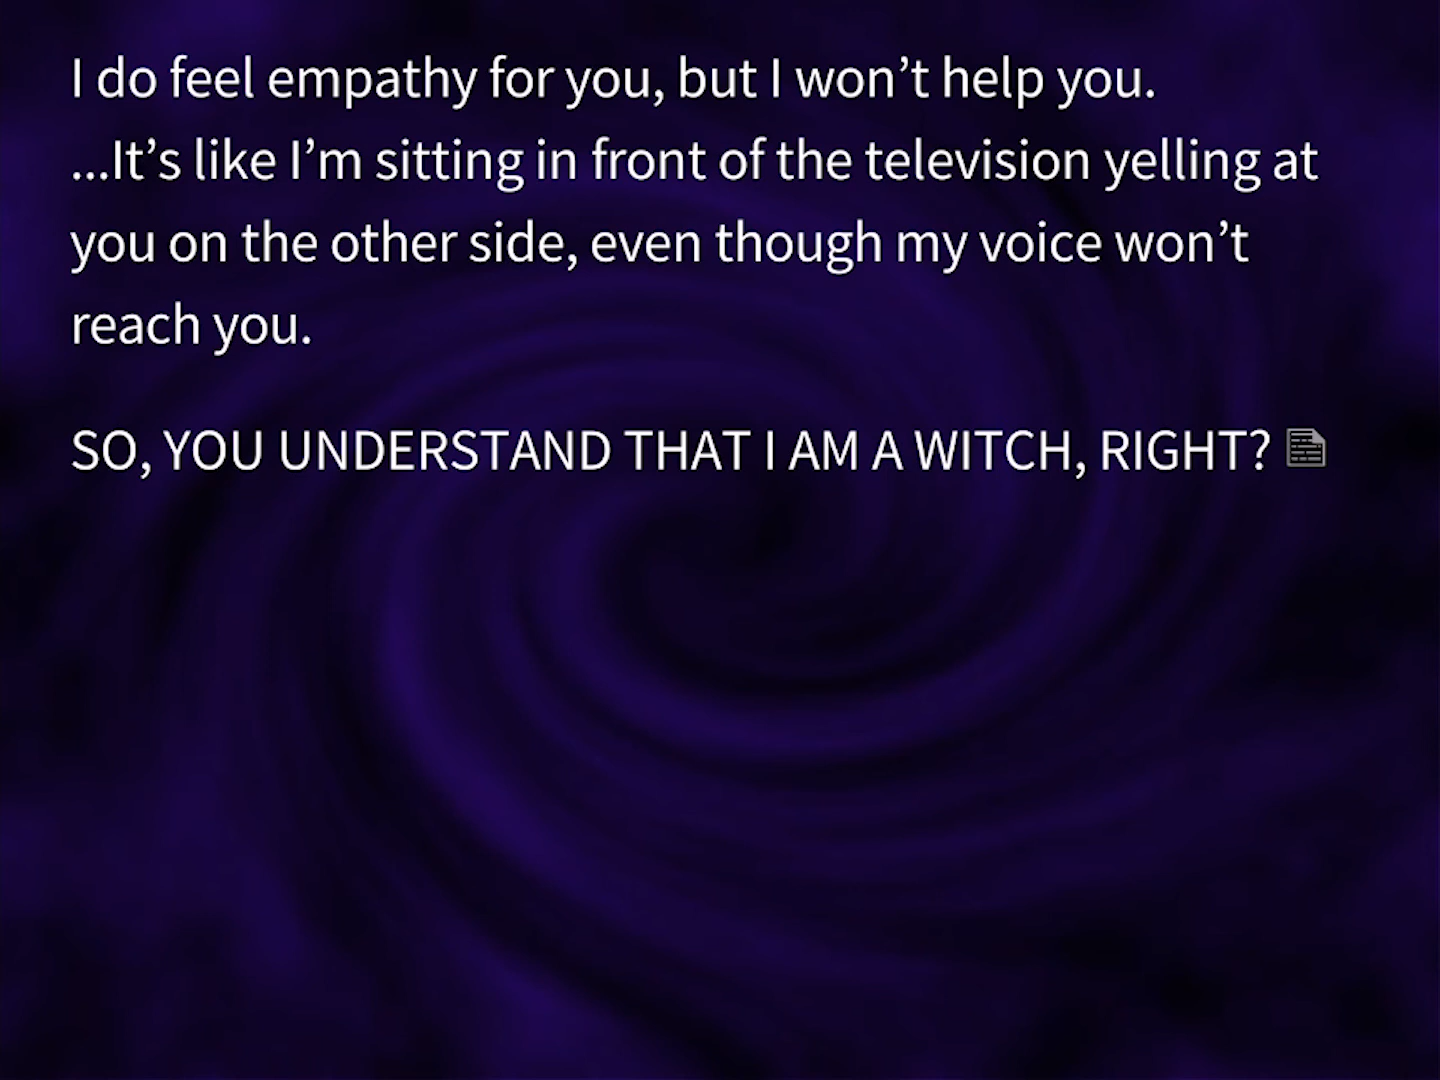 I do feel empathy for you, but I won’t help you.
...It’s like I’m sitting in front of the television yelling at
you on the other side, even though my voice won’t
reach you.
SO, YOU UNDERSTAND THAT I AM A WITCH, RIGHT?